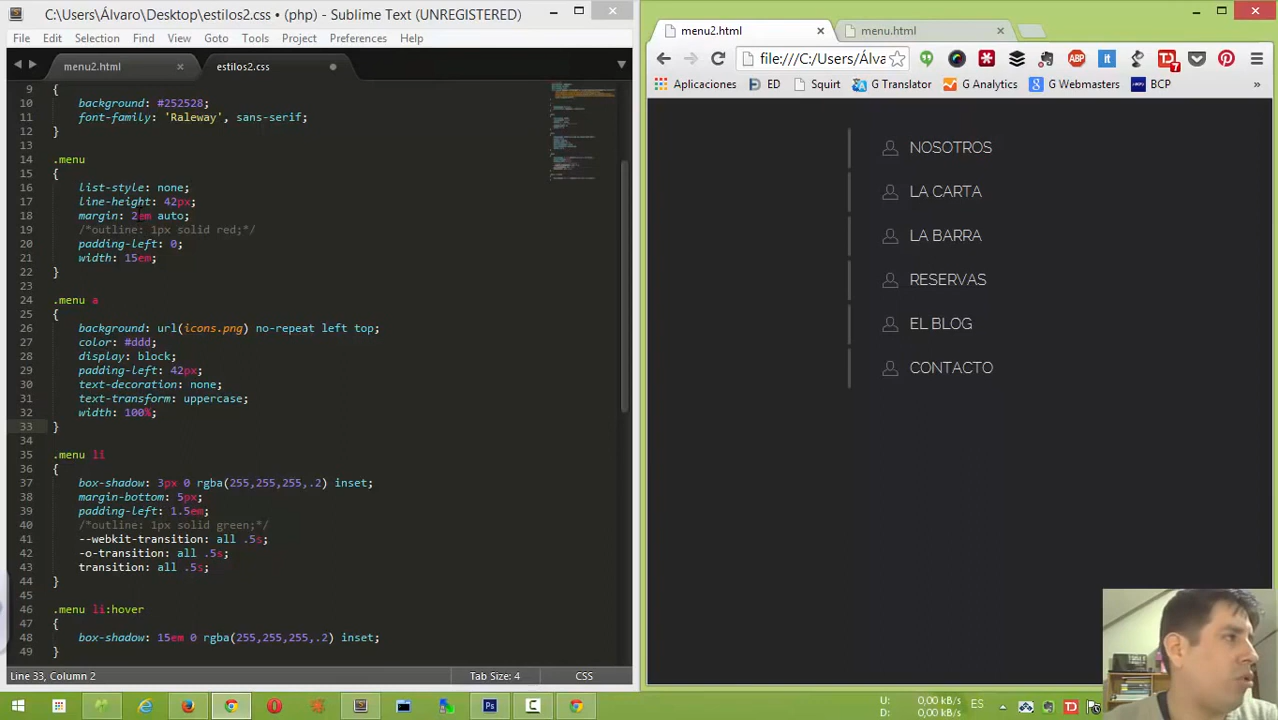 C:\Users\Álvaro\Desktop\estilos2.css • (php) - Sublime Text (UNREGISTERED)
File Edit Selection Find View Goto Tools Project Preferences Help
menu2.html
estilos2.css
9 {
10 background: #252528;
11 font-family: 'Raleway', sans-serif;
12 }
13
14 .menu
15 {
16 list-style: none;
17 line-height: 42px;
18 margin: 2em auto;
19 /*outline: 1px solid red;*/
20 padding-left: 0;
21 width: 15em;
22 }
23
24 .menu a
25 {
26 background: url(icons.png) no-repeat left top;
27 color: #ddd;
28 display: block;
29 padding-left: 42px;
30 text-decoration: none;
31 text-transform: uppercase;
32 width: 100%;
33 }
34
35 .menu li
36 {
37 box-shadow: 3px 0 rgba(255,255,255,.2) inset;
38 margin-bottom: 5px;
39 padding-left: 1.5em;
40 /*outline: 1px solid green;*/
41 --webkit-transition: all .5s;
42 -o-transition: all .5s;
43 transition: all .5s;
44 }
45
46 .menu li:hover
47 {
48 box-shadow: 15em 0 rgba(255,255,255,.2) inset;
49 }
Line 33, Column 2
Tab Size: 4
CSS
menu2.html
menu.html
file:///C:/Users/Álva
Aplicaciones ED Squirt G Translator G Analytics G Webmasters BCP »
NOSOTROS
LA CARTA
LA BARRA
RESERVAS
EL BLOG
CONTACTO
U: 0,00 kB/s
D: 0,00 kB/s
ES